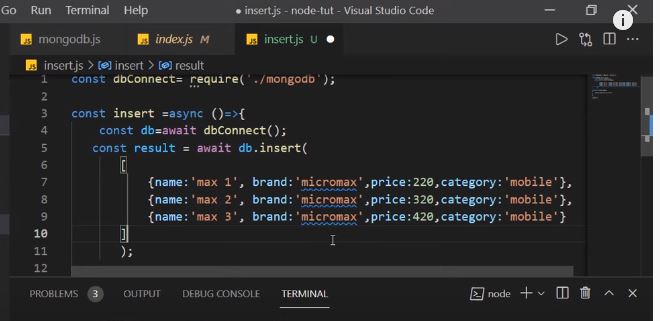 Go Run Terminal Help ● insert.js - node-tut - Visual Studio Code
JS mongodb.js JS index.js M JS insert.js U ●
JS insert.js > insert > result
1 const dbConnect= require('./mongodb');
2
3 const insert =async ()=>{
4 const db=await dbConnect();
5 const result = await db.insert(
6 [
7 {name:'max 1', brand:'micromax',price:220,category:'mobile'},
8 {name:'max 2', brand:'micromax',price:320,category:'mobile'},
9 {name:'max 3', brand:'micromax',price:420,category:'mobile'}
10 ]
11 );
12
PROBLEMS 3 OUTPUT DEBUG CONSOLE TERMINAL node